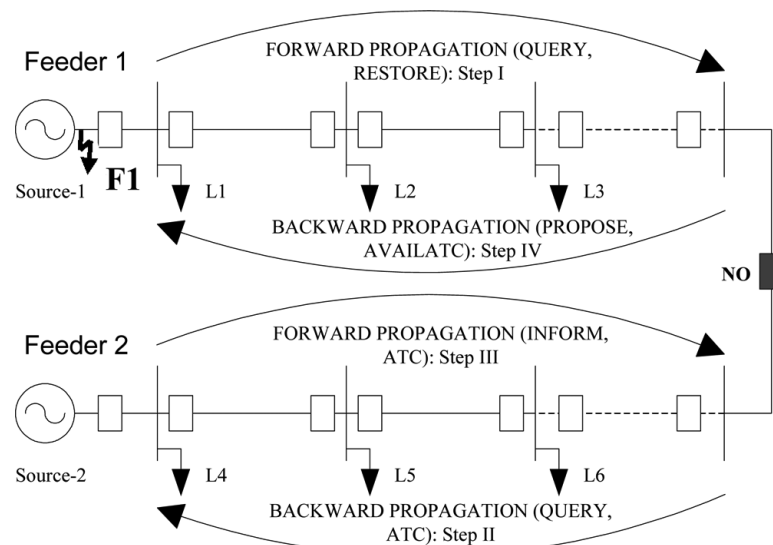 FORWARD PROPAGATION (QUERY,
RESTORE): Step I
Feeder 1
F1
Source-1
L1
L2
L3
BACKWARD PROPAGATION (PROPOSE,
AVAILATC): Step IV
NO
FORWARD PROPAGATION (INFORM,
ATC): Step III
Feeder 2
Source-2
L4
L5
L6
BACKWARD PROPAGATION (QUERY,
ATC): Step II